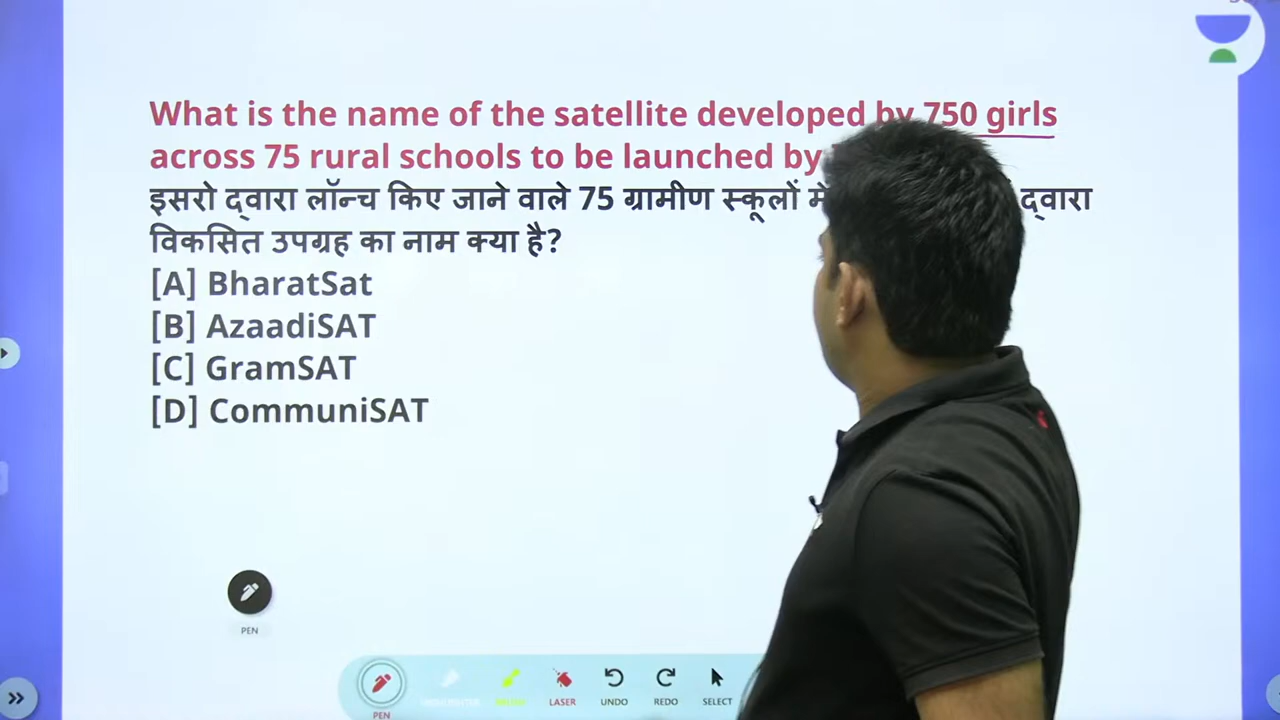 What is the name of the satellite developed by 750 girls
across 75 rural schools to be launched by
इसरो द्वारा लॉन्च किए जाने वाले 75 ग्रामीण स्कूलों में द्वारा
विकसित उपग्रह का नाम क्या है?
[A] BharatSat
[B] AzaadiSAT
[C] GramSAT
[D] CommuniSAT
PEN
PEN LASER UNDO REDO SELECT